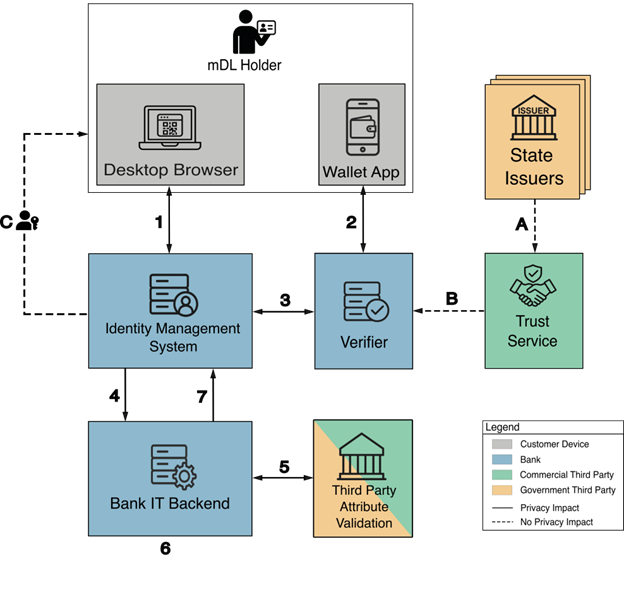 mDL Holder
Desktop Browser
Wallet App
ISSUER
State
Issuers
C
1
2
A
Identity Management
System
3
Verifier
B
Trust
Service
4
7
Bank IT Backend
5
Third Party
Attribute
Validation
6
Legend
Customer Device
Bank
Commercial Third Party
Government Third Party
Privacy Impact
No Privacy Impact